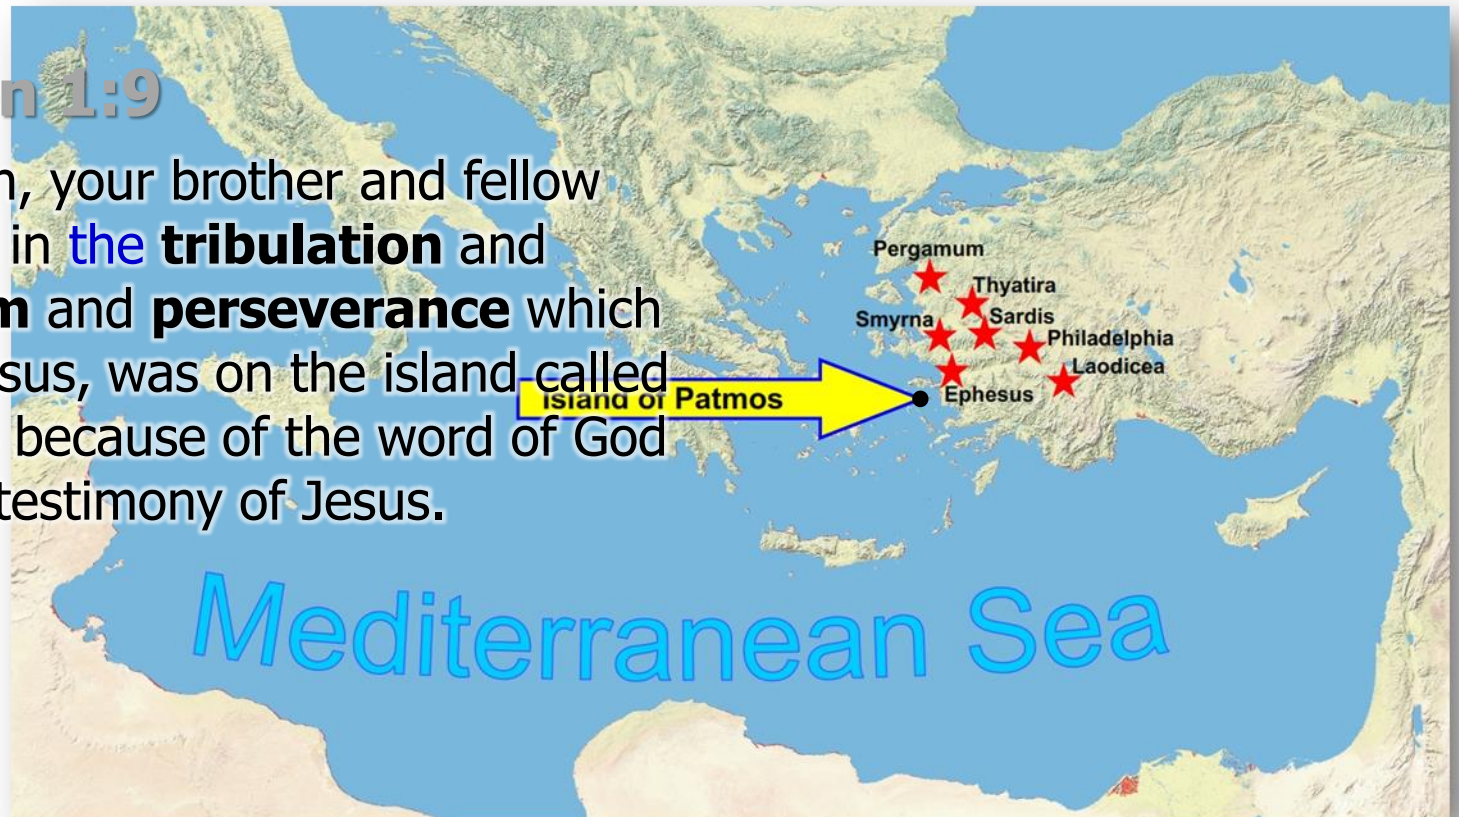 n 1:9
n, your brother and fellow
in the tribulation and
m and perseverance which
sus, was on the island called
because of the word of God
testimony of Jesus.
Island of Patmos
Pergamum
Thyatira
Smyrna
Sardis
Philadelphia
Laodicea
Ephesus
Mediterranean Sea